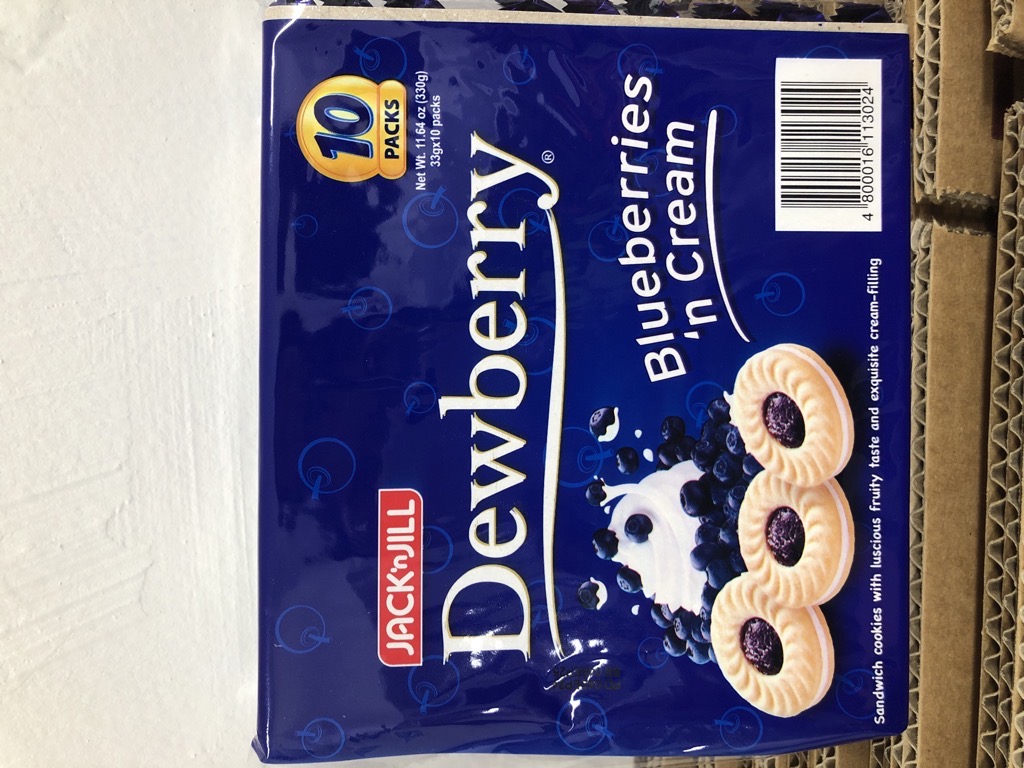 10
PACKS
Net Wt. 11.64 oz (330g)
33gx10 packs
JACK'nJILL
Dewberry®
Blueberries
'n Cream
Sandwich cookies with luscious fruity taste and exquisite cream-filling
4 800016 113024